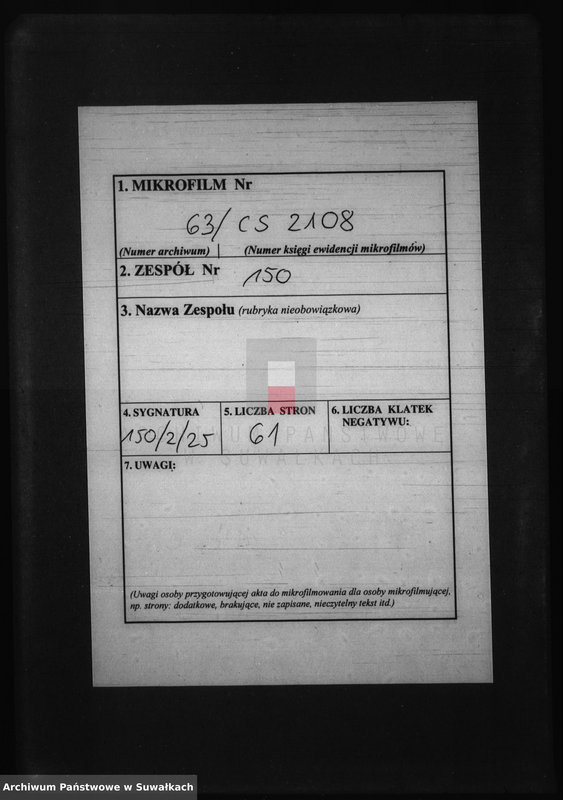 1. MIKROFILM Nr
63/ CS 2108
(Numer archiwum) (Numer księgi ewidencji mikrofilmów)
2. ZESPÓŁ Nr 150
3. Nazwa Zespołu (rubryka nieobowiązkowa)
4. SYGNATURA
150/2/25
5. LICZBA STRON
61
6. LICZBA KLATEK
NEGATYWU:
PAŃSTWOWE
W SUWAŁKACH
7. UWAGI:
(Uwagi osoby przygotowującej akta do mikrofilmowania dla osoby mikrofilmującej,
np. strony: dodatkowe, brakujące, nie zapisane, nieczytelny tekst itd.)
Archiwum Państwowe w Suwałkach